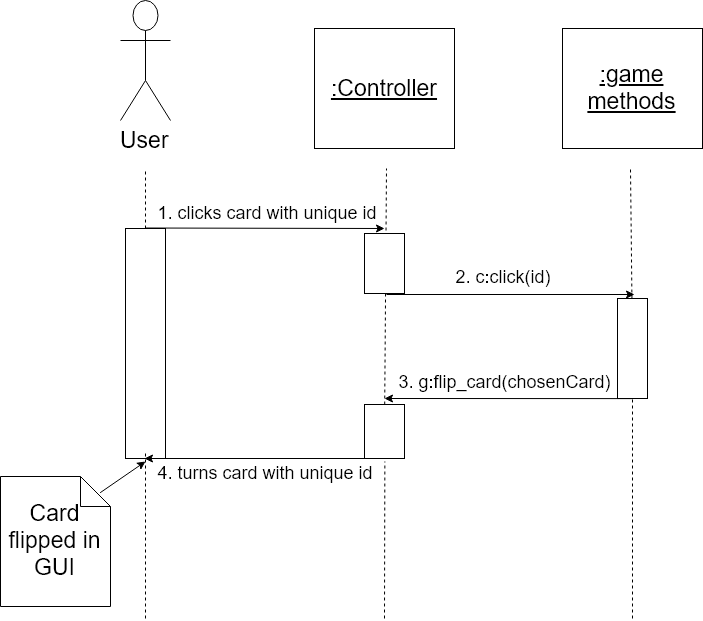 User
:Controller
:game
methods
1. clicks card with unique id
2. c:click(id)
3. g:flip_card(chosenCard)
4. turns card with unique id
Card
flipped in
GUI